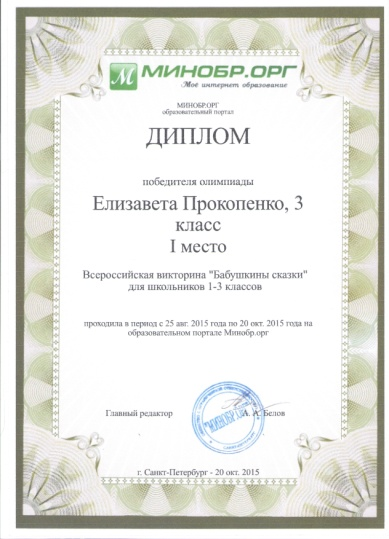 М МИНОБР.ОРГ
Мое интернет образование
МИНОБР.ОРГ
образовательный портал
ДИПЛОМ
победителя олимпиады
Елизавета Прокопенко, 3
класс
I место
Всероссийская викторина "Бабушкины сказки"
для школьников 1-3 классов
проходила в период с 25 авг. 2015 года по 20 окт. 2015 года на
образовательном портале Минобр.орг
Главный редактор А. А. Белов
"МИНОБР.ОРГ"
г. Санкт-Петербург - 20 окт. 2015